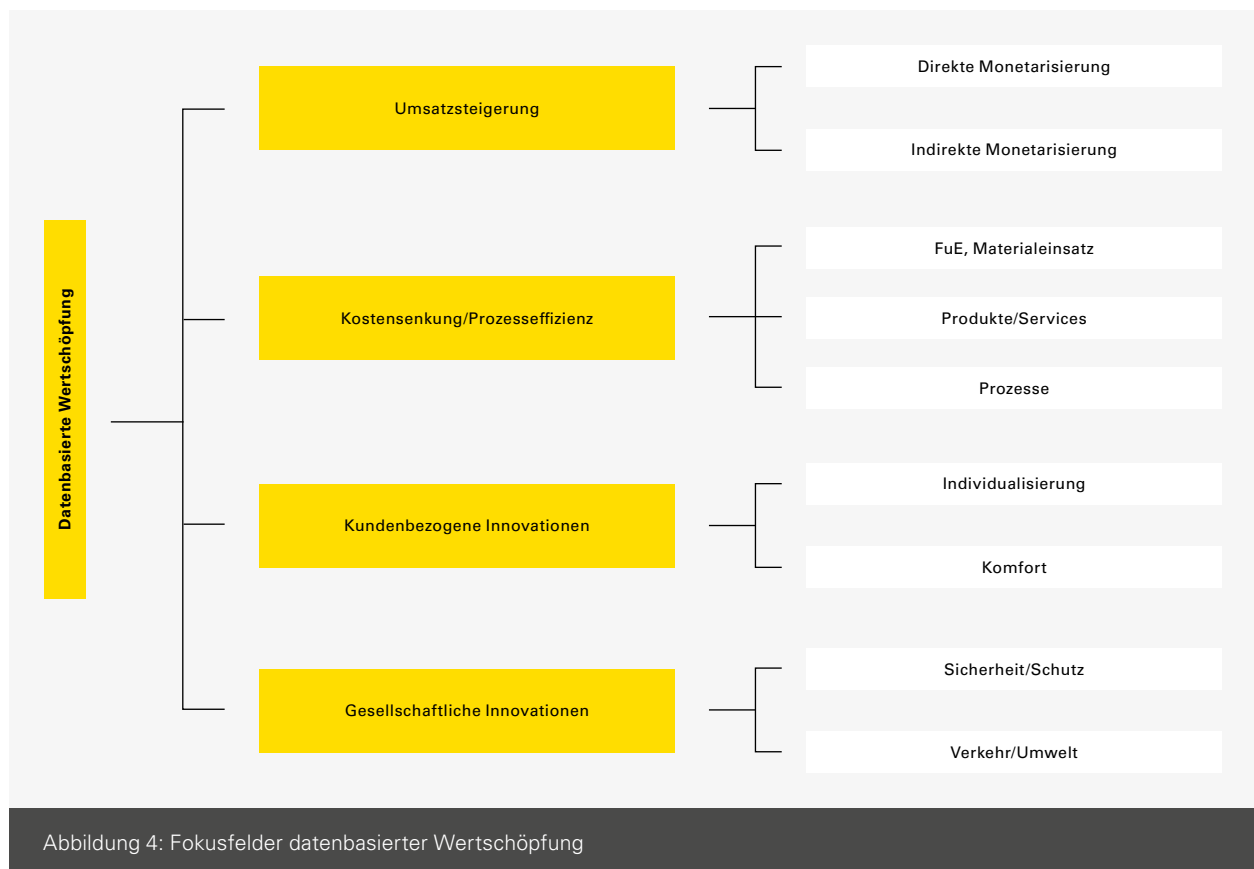 Datenbasierte Wertschöpfung
Umsatzsteigerung
Direkte Monetarisierung
Indirekte Monetarisierung
Kostensenkung/Prozesseffizienz
FuE, Materialeinsatz
Produkte/Services
Prozesse
Kundenbezogene Innovationen
Individualisierung
Komfort
Gesellschaftliche Innovationen
Sicherheit/Schutz
Verkehr/Umwelt
Abbildung 4: Fokusfelder datenbasierter Wertschöpfung